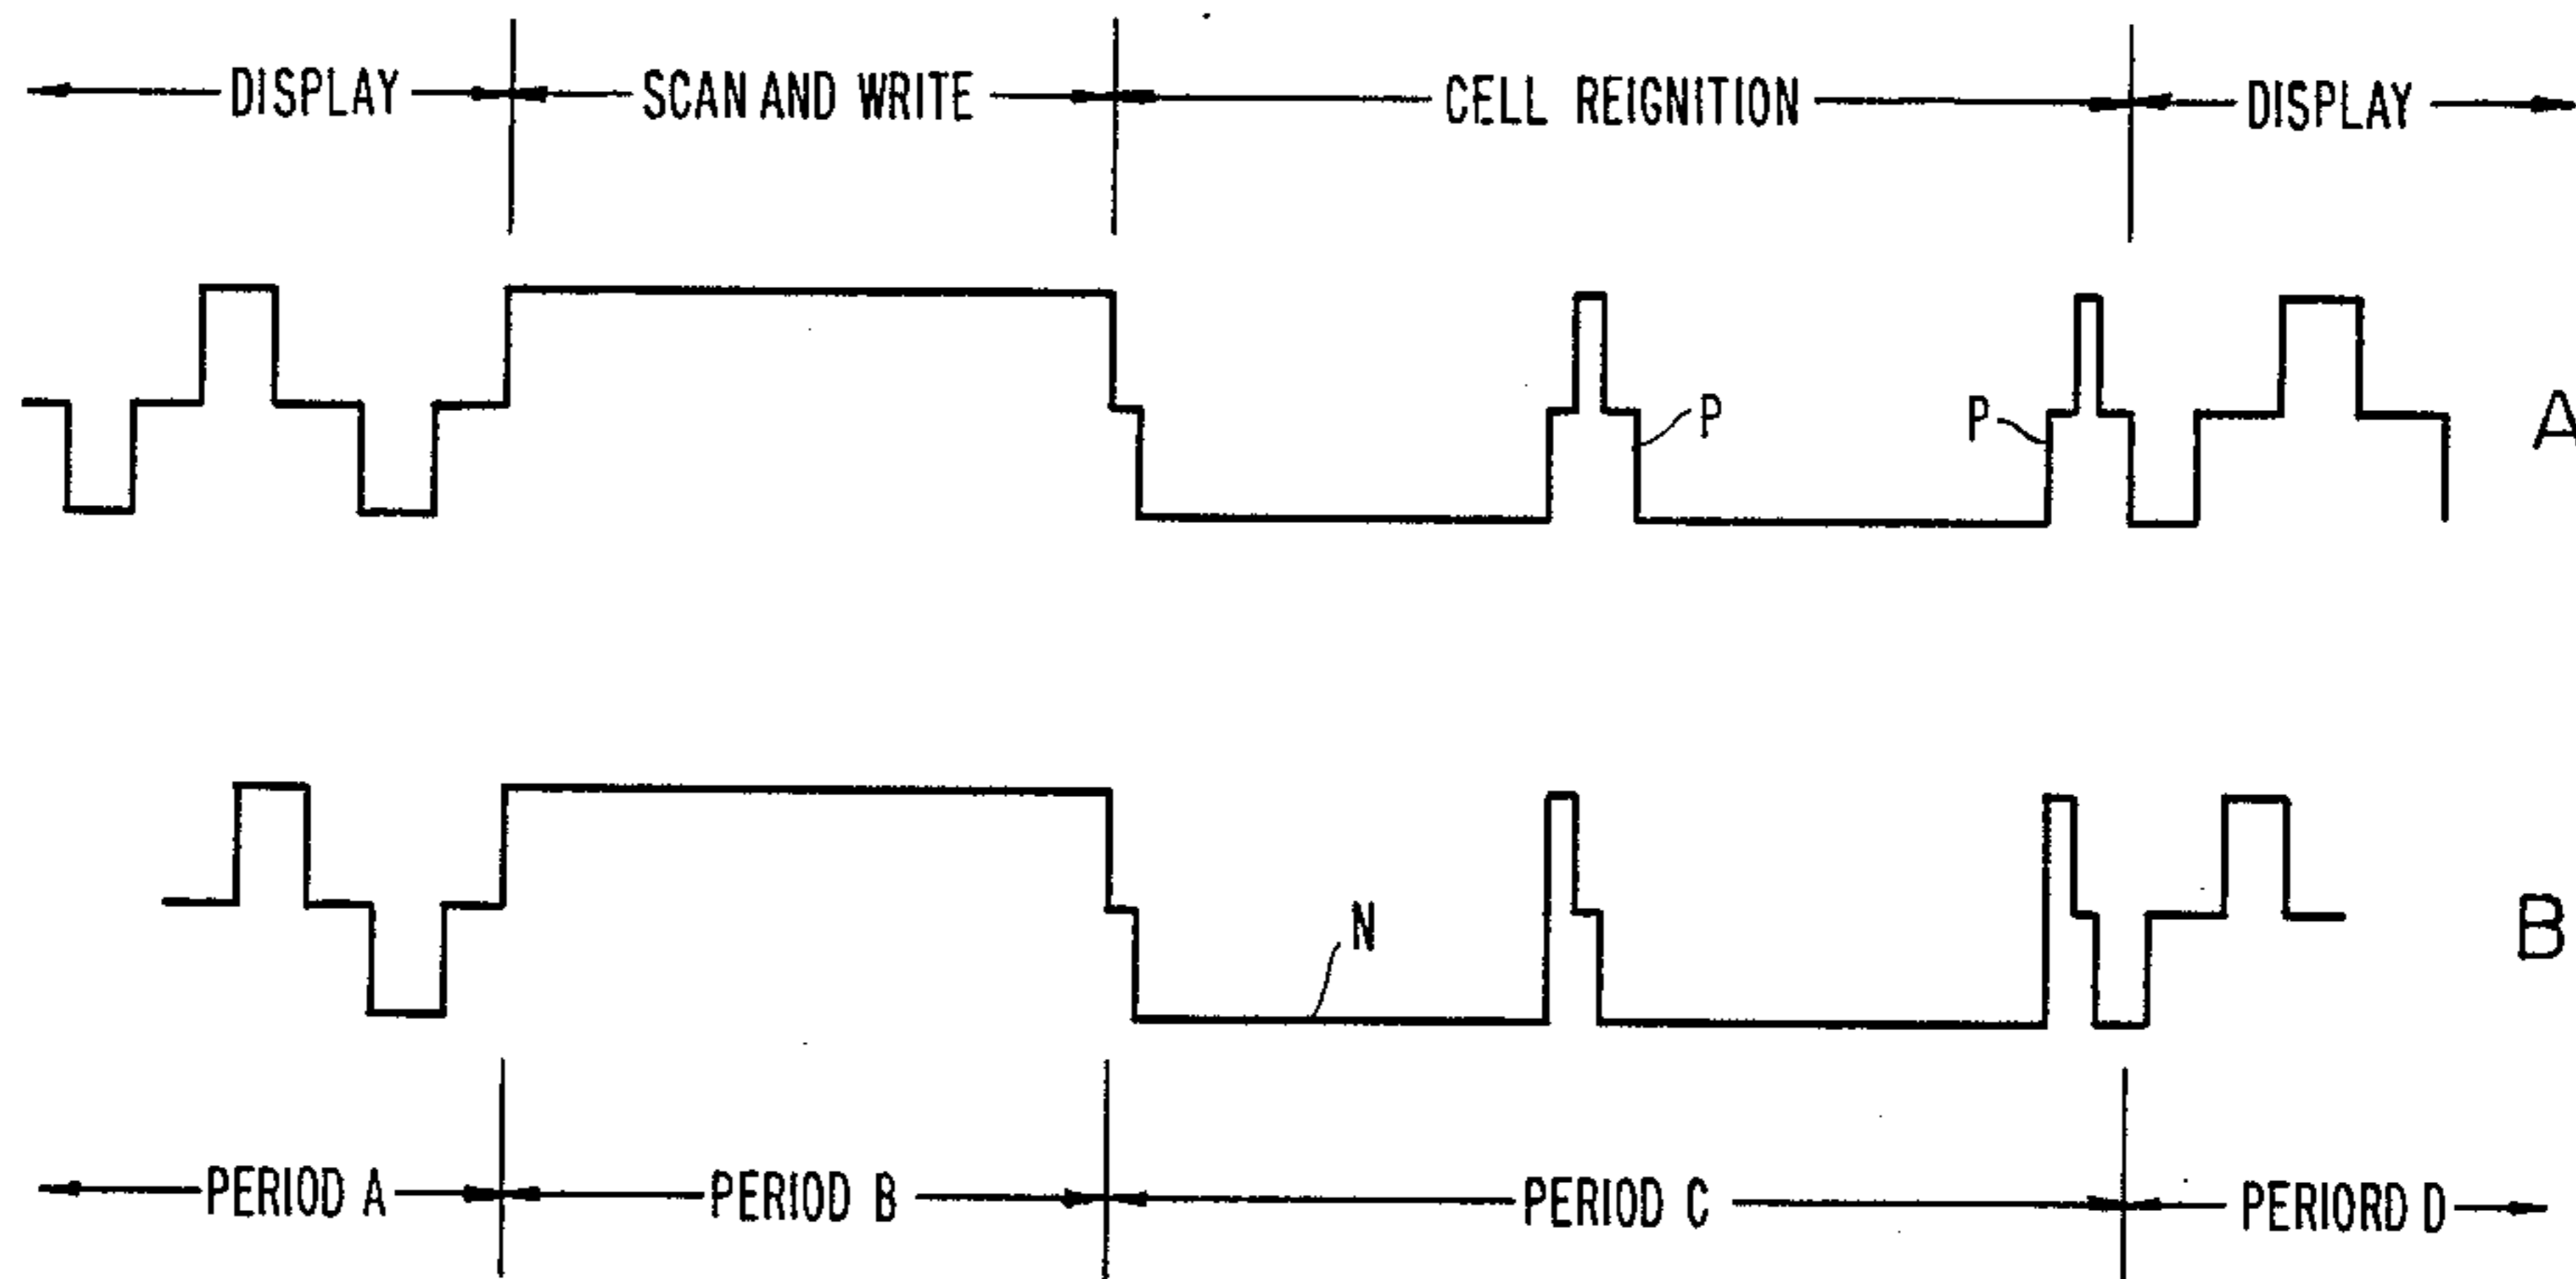 DISPLAY SCAN AND WRITE CELL REIGNITION DISPLAY
P P A
N B
PERIOD A PERIOD B PERIOD C PERIORD D